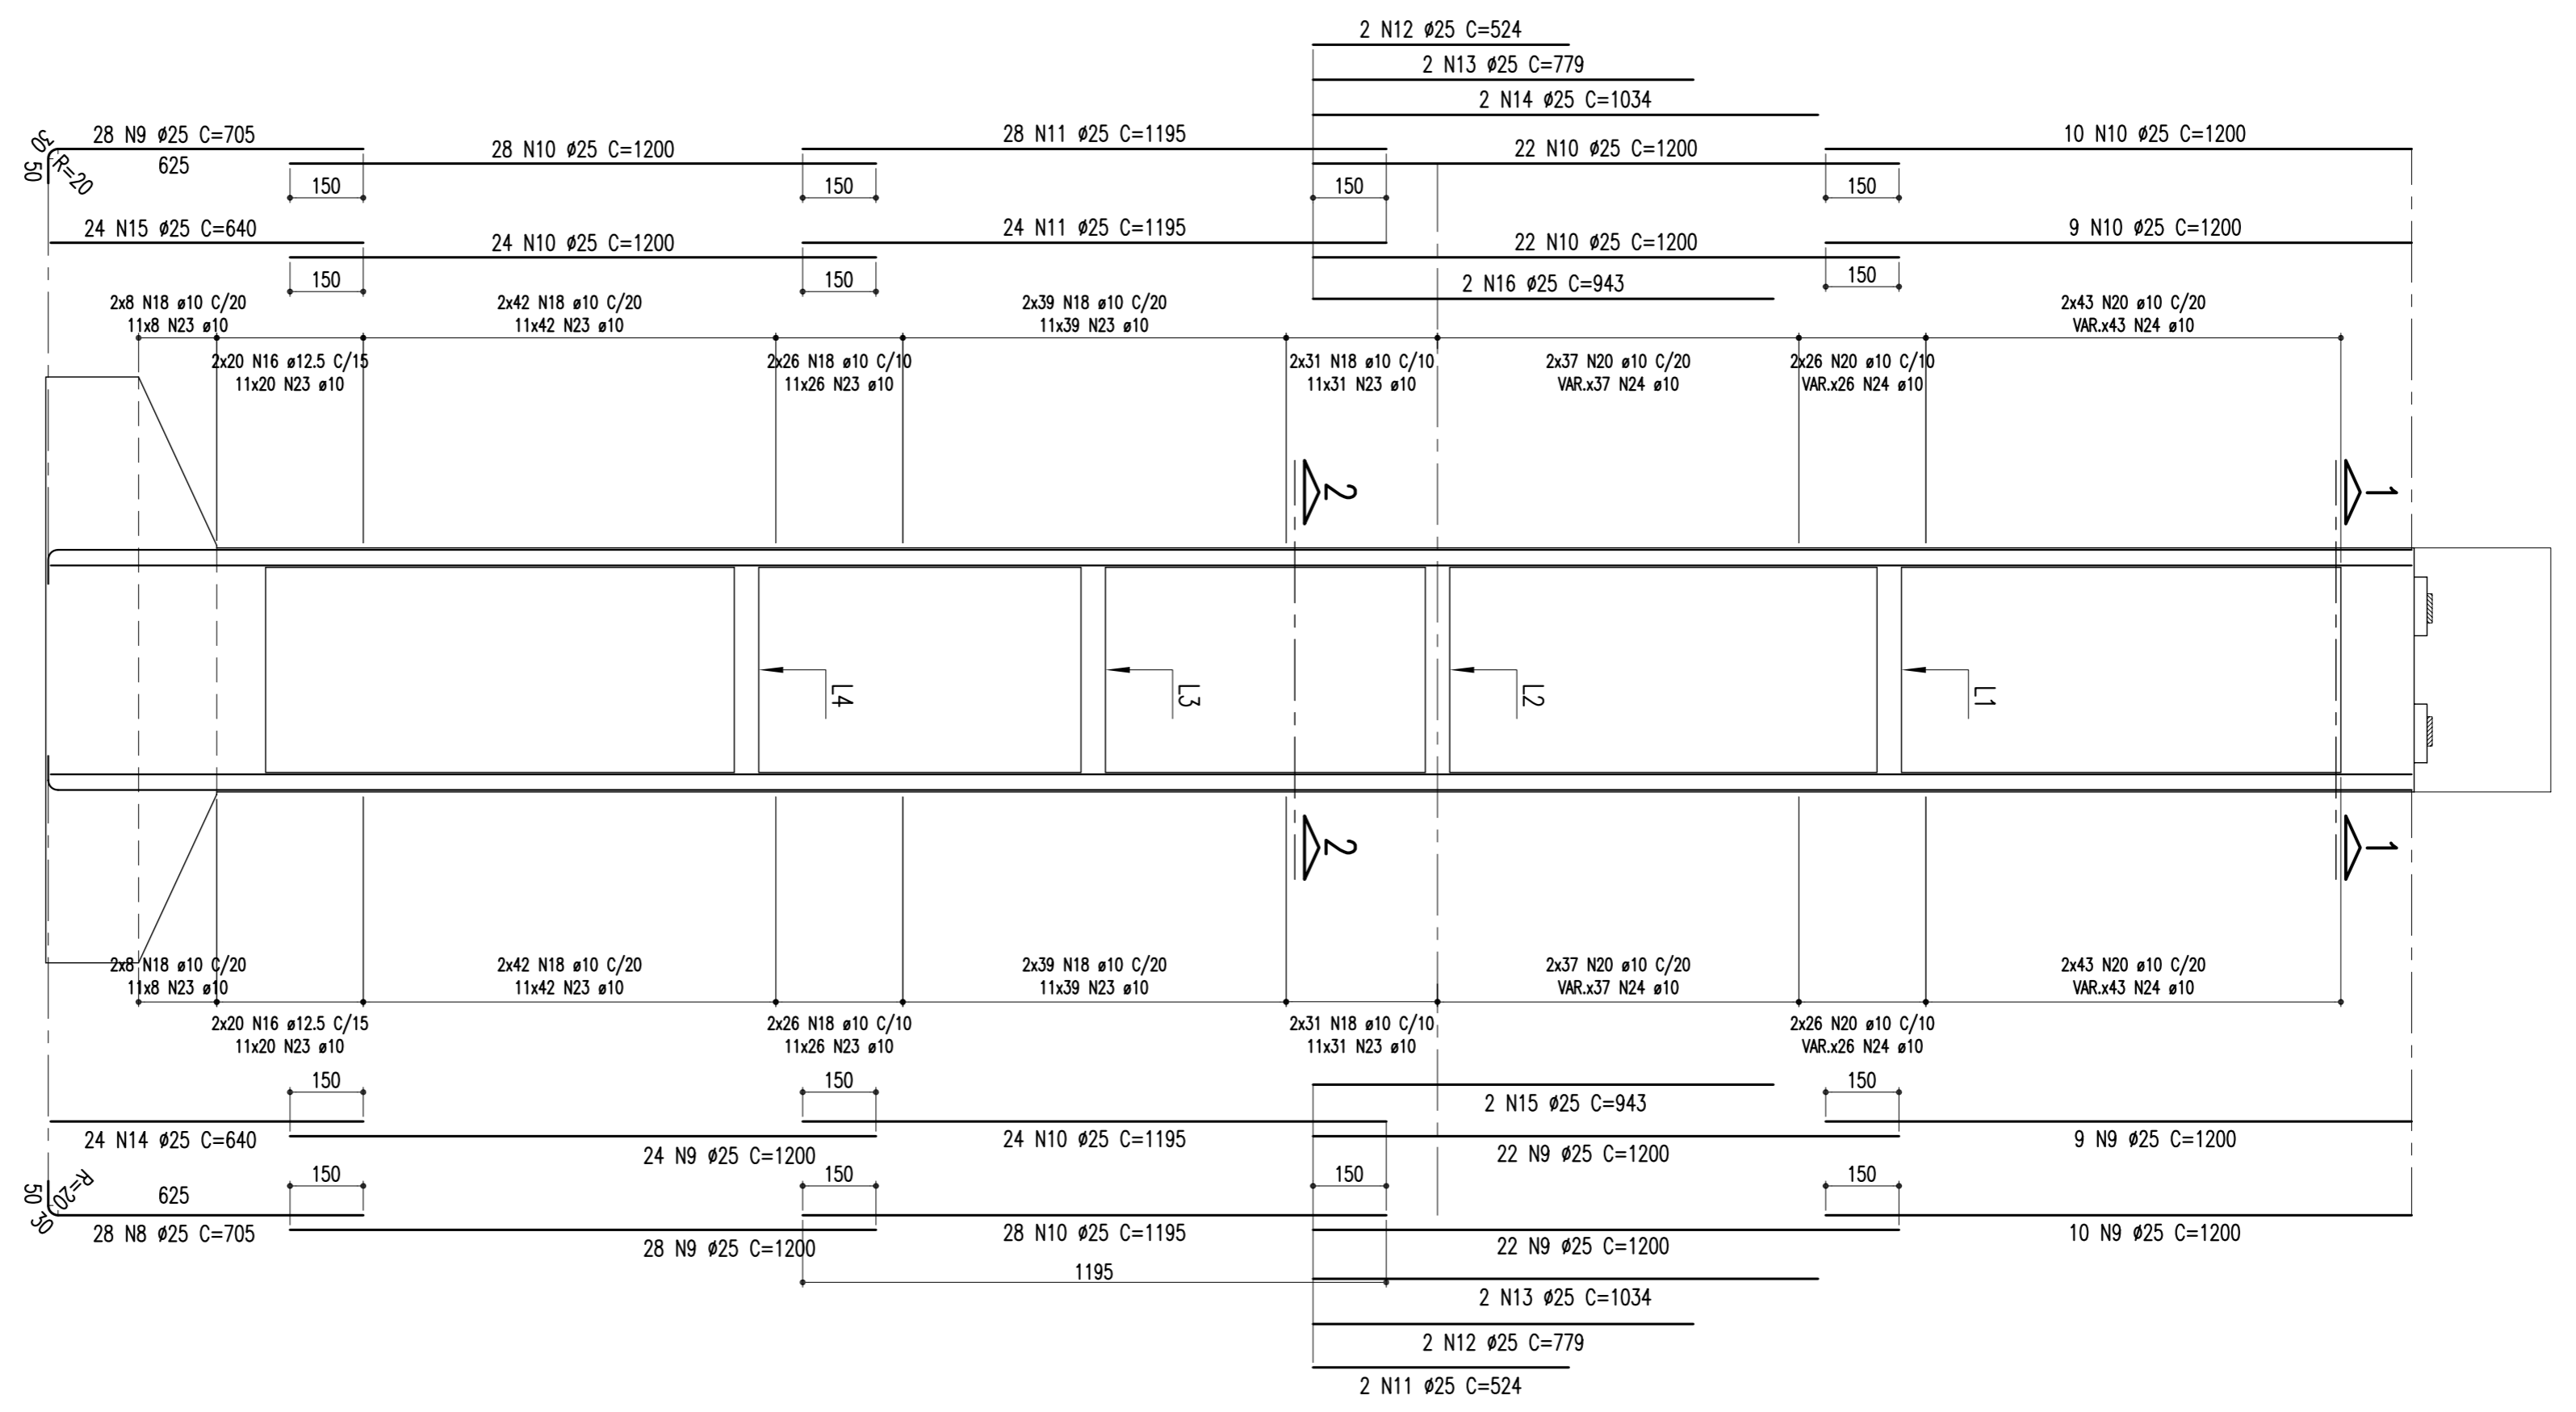 2 N12 ø25 C=524
2 N13 ø25 C=779
2 N14 ø25 C=1034
28 N9 ø25 C=705
28 N11 ø25 C=1195
10 N10 ø25 C=1200
28 N10 ø25 C=1200
22 N10 ø25 C=1200
30
R=20
50
625
150
150
150
150
24 N15 ø25 C=640
24 N11 ø25 C=1195
9 N10 ø25 C=1200
24 N10 ø25 C=1200
22 N10 ø25 C=1200
150
150
150
2 N16 ø25 C=943
2x8 N18 ø10 C/20
11x8 N23 ø10
2x42 N18 ø10 C/20
11x42 N23 ø10
2x39 N18 ø10 C/20
11x39 N23 ø10
2x43 N20 ø10 C/20
VAR.x43 N24 ø10
2x20 N16 ø12.5 C/15
11x20 N23 ø10
2x26 N18 ø10 C/10
11x26 N23 ø10
2x31 N18 ø10 C/10
11x31 N23 ø10
2x37 N20 ø10 C/20
VAR.x37 N24 ø10
2x26 N20 ø10 C/10
VAR.x26 N24 ø10
2
1
L4
L3
L2
L1
2
1
2x8 N18 ø10 C/20
11x8 N23 ø10
2x42 N18 ø10 C/20
11x42 N23 ø10
2x39 N18 ø10 C/20
11x39 N23 ø10
2x37 N20 ø10 C/20
VAR.x37 N24 ø10
2x43 N20 ø10 C/20
VAR.x43 N24 ø10
2x20 N16 ø12.5 C/15
11x20 N23 ø10
2x26 N18 ø10 C/10
11x26 N23 ø10
2x31 N18 ø10 C/10
11x31 N23 ø10
2x26 N20 ø10 C/10
VAR.x26 N24 ø10
150
150
150
2 N15 ø25 C=943
24 N14 ø25 C=640
24 N9 ø25 C=1200
24 N10 ø25 C=1195
22 N9 ø25 C=1200
9 N9 ø25 C=1200
150
150
150
150
50
R=20
30
625
28 N8 ø25 C=705
28 N9 ø25 C=1200
28 N10 ø25 C=1195
22 N9 ø25 C=1200
10 N9 ø25 C=1200
1195
2 N13 ø25 C=1034
2 N12 ø25 C=779
2 N11 ø25 C=524